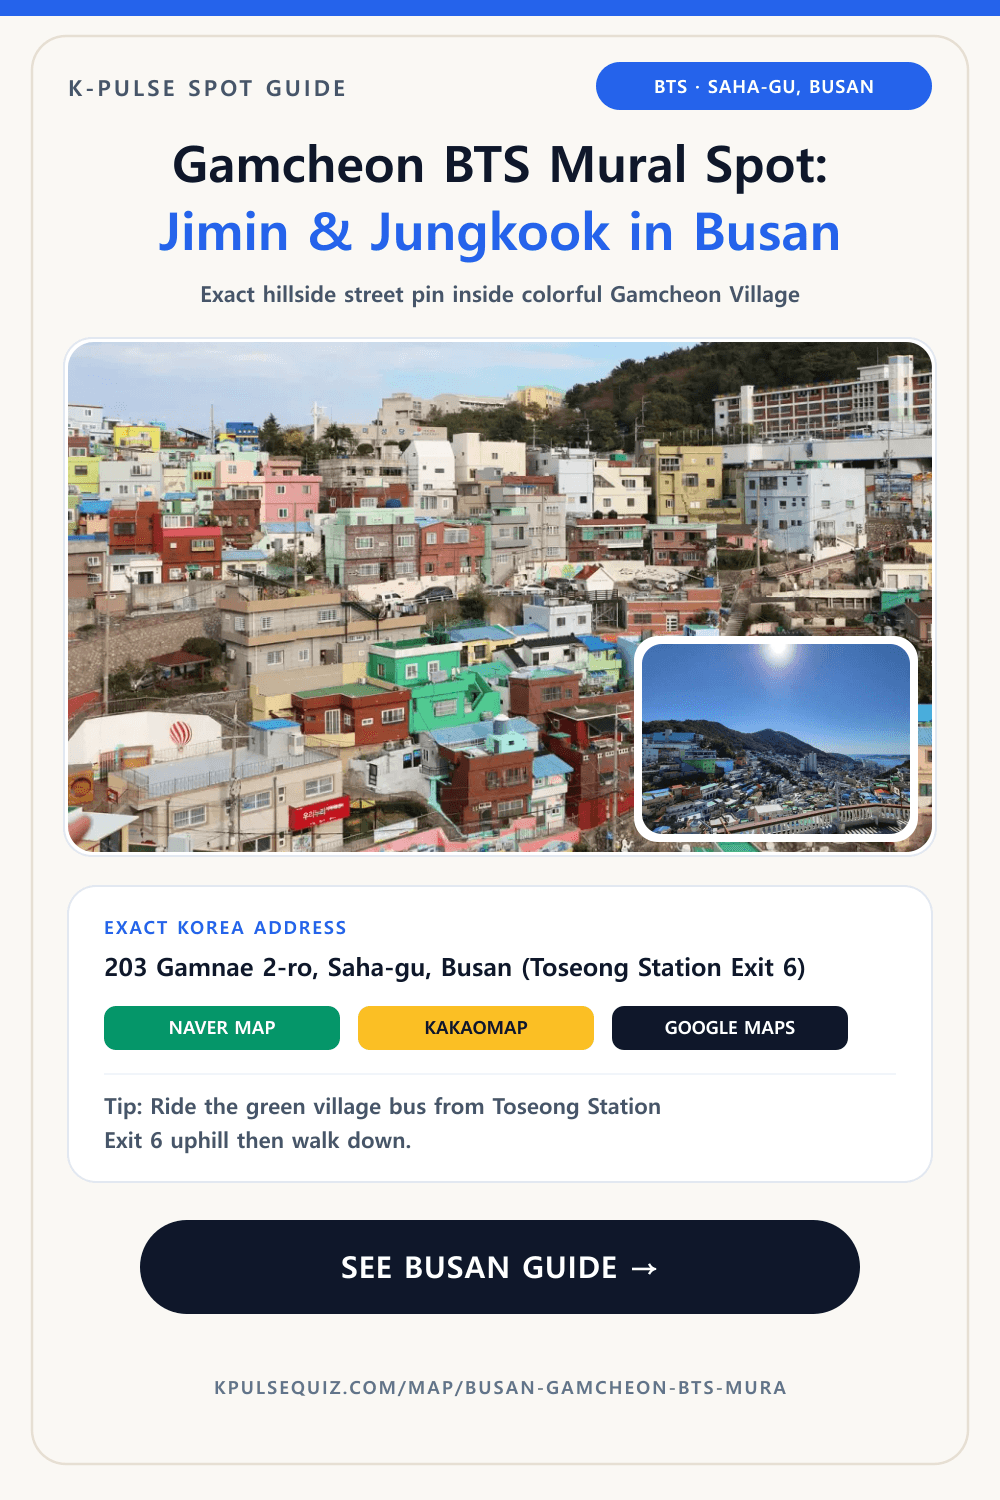 K-PULSE SPOT GUIDE
BTS · SAHA-GU, BUSAN
Gamcheon BTS Mural Spot:
Jimin & Jungkook in Busan
Exact hillside street pin inside colorful Gamcheon Village
EXACT KOREA ADDRESS
203 Gamnae 2-ro, Saha-gu, Busan (Toseong Station Exit 6)
NAVER MAP
KAKAOMAP
GOOGLE MAPS
Tip: Ride the green village bus from Toseong Station
Exit 6 uphill then walk down.
SEE BUSAN GUIDE →
KPULSEQUIZ.COM/MAP/BUSAN-GAMCHEON-BTS-MURA